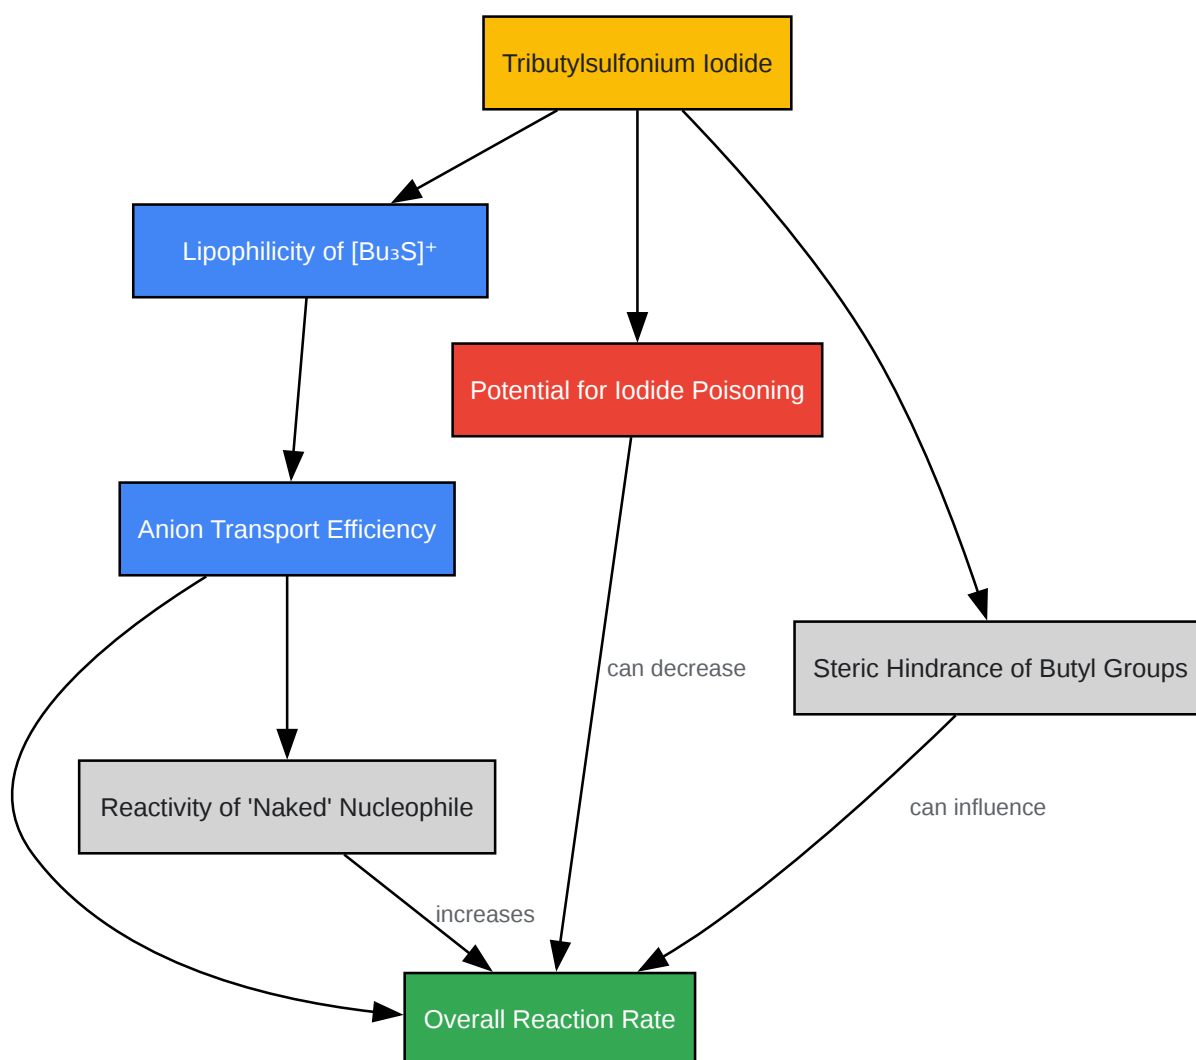 Tributylsulfonium Iodide
Lipophilicity of [Bu₃S]⁺
Potential for Iodide Poisoning
Anion Transport Efficiency
can decrease
Steric Hindrance of Butyl Groups
Reactivity of 'Naked' Nucleophile
can influence
increases
Overall Reaction Rate